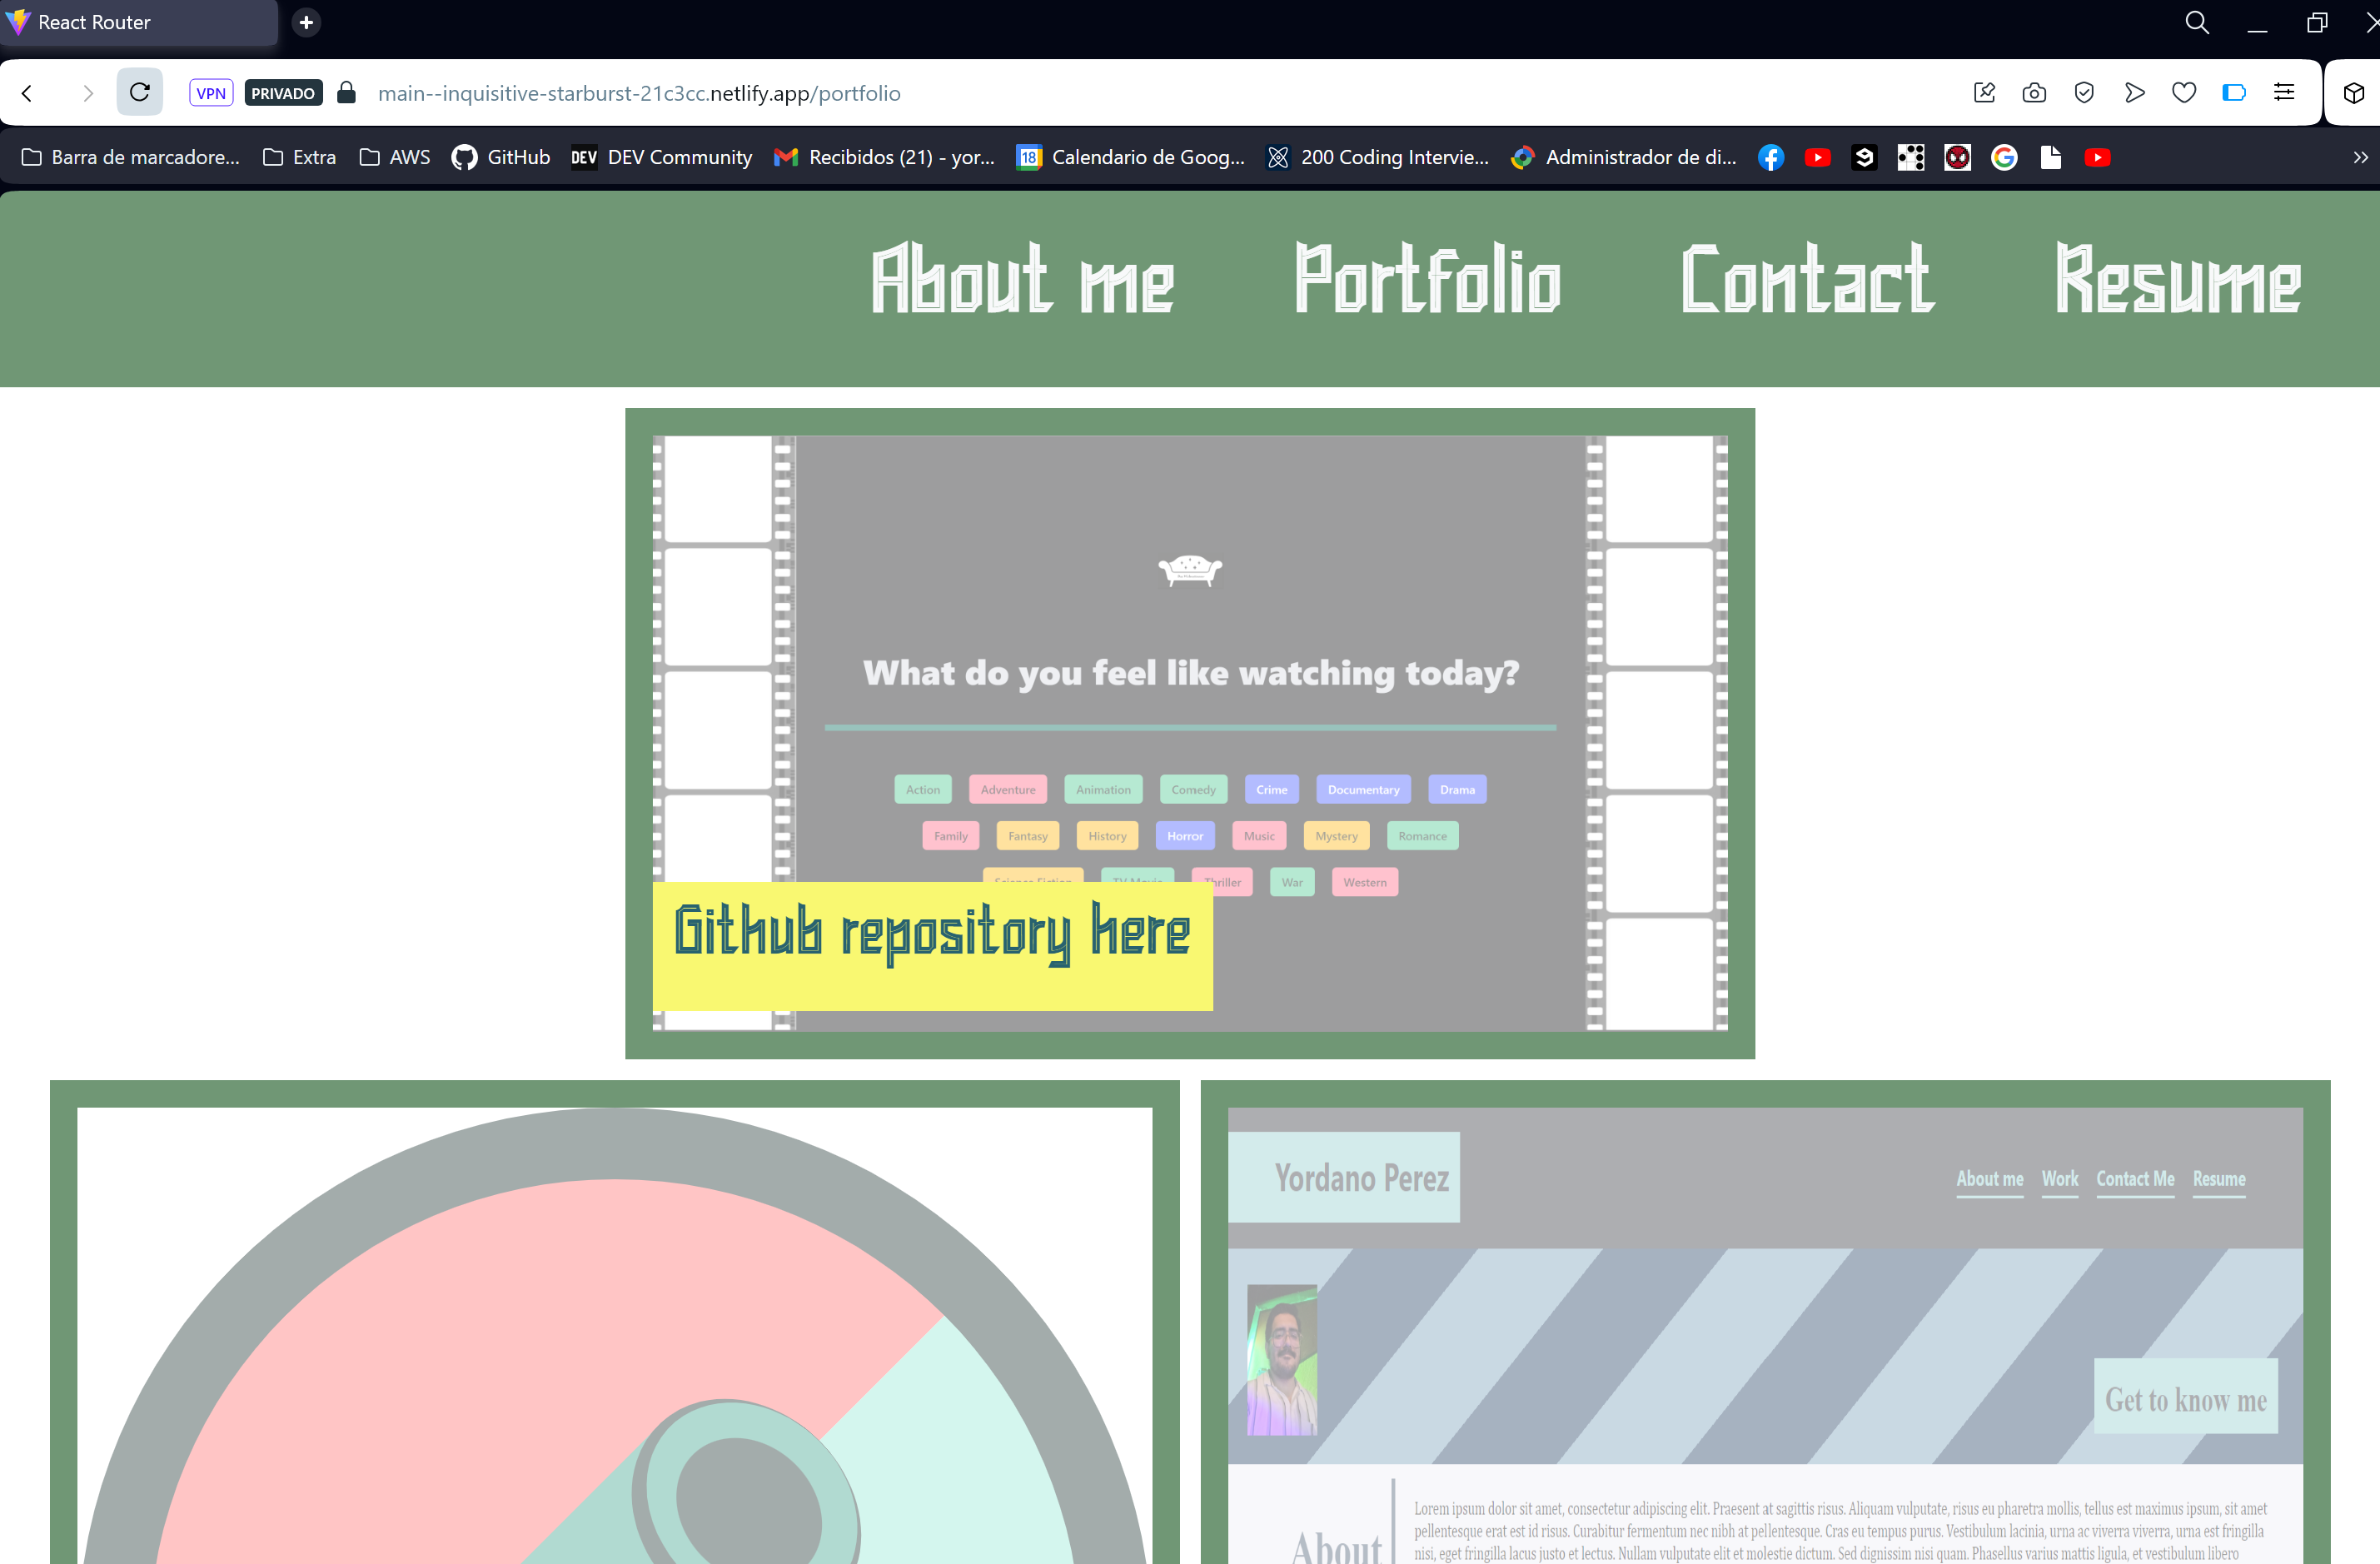 React Router
VPN PRIVADO main--inquisitive-starburst-21c3cc.netlify.app/portfolio
Barra de marcadore... Extra AWS GitHub DEV DEV Community Recibidos (21) - yor... 18 Calendario de Goog... 200 Coding Intervie... Administrador de di...
About me Portfolio Contact Resume
What do you feel like watching today?
Action Adventure Animation Comedy Crime Documentary Drama
Family Fantasy History Horror Music Mystery Romance
Science Fiction TV Movie Thriller War Western
Github repository here
Yordano Perez
About me Work Contact Me Resume
Get to know me
About
Lorem ipsum dolor sit amet, consectetur adipiscing elit. Praesent at sagittis risus. Aliquam vulputate, risus eu pharetra mollis, tellus est maximus ipsum, sit amet
pellentesque erat est id risus. Curabitur fermentum nec nibh at pellentesque. Cras eu tempus purus. Vestibulum lacinia, urna ac viverra viverra, urna est fringilla
nisi, eget fringilla lacus justo et lectus. Nullam vulputate elit et molestie dictum. Sed dignissim nisi quam. Phasellus varius mattis ligula, et vestibulum libero